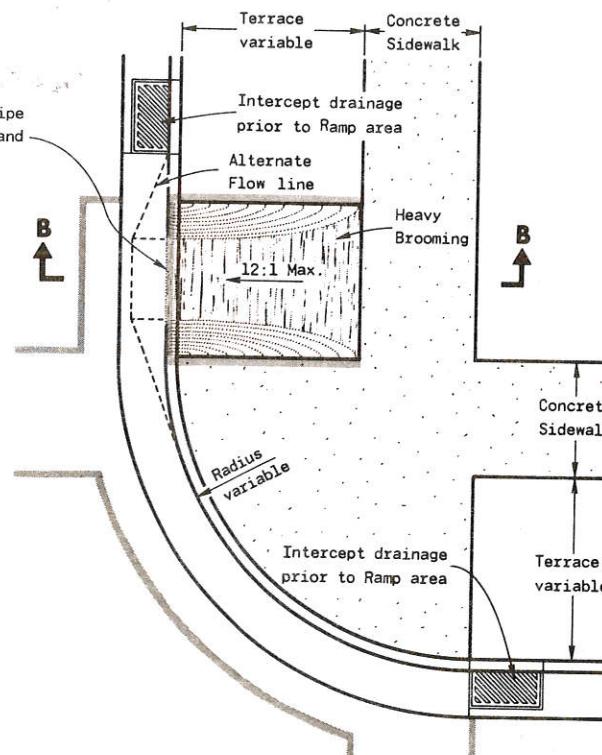 Terrace
variable
Concrete
Sidewalk
Intercept drainage
prior to Ramp area
ipe
and
Alternate
Flow line
Heavy
Brooming
B
B
12:1 Max.
Concret
Sidewal
Radius
variable
Intercept drainage
prior to Ramp area
Terrace
variable